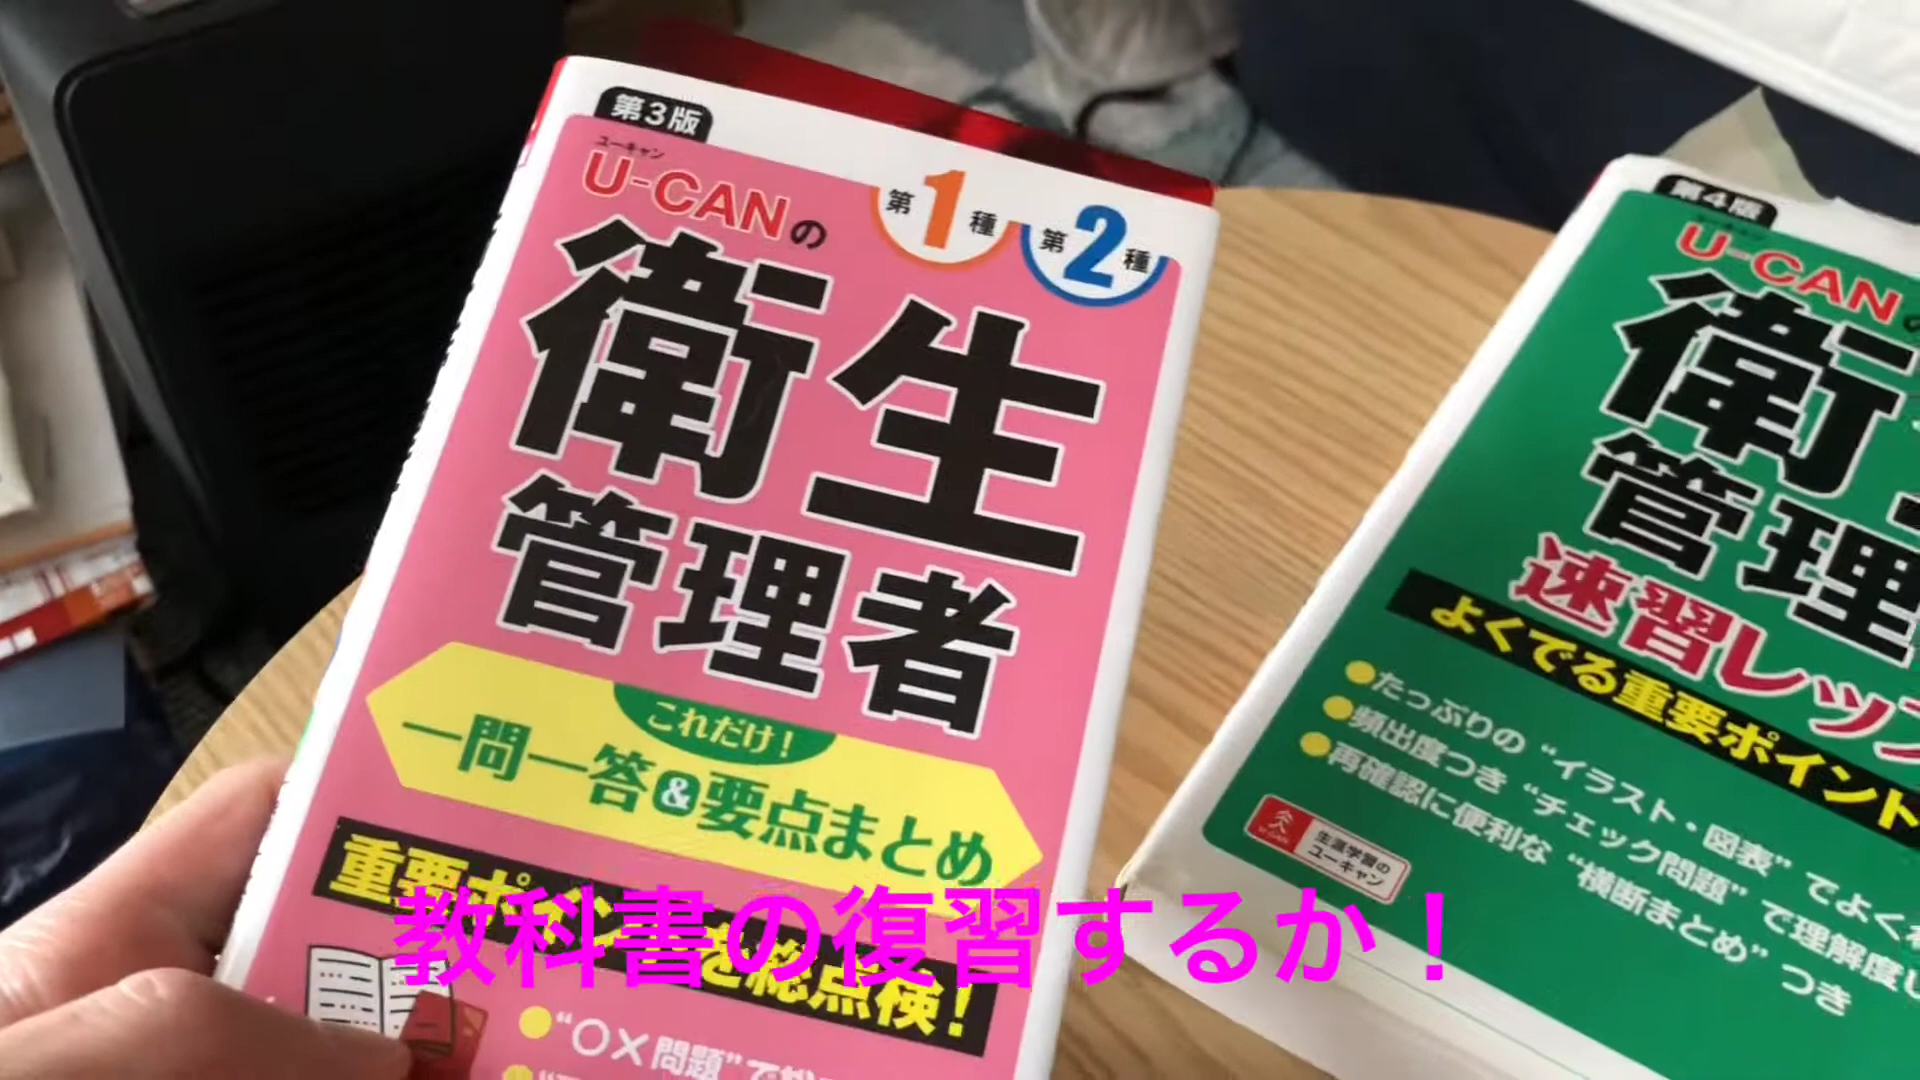 第3版
ユーキャン
U-CANの
第1種
第2種
衛生
管理者
これだけ!
一問一答&要点まとめ
重要ポイン
を総点検!
“○×問題”で
教科書の復習するか!
第4版
U-CAN
衛
管理
速習レッ
よくでる重要ポイント
●たっぷりの“イラスト・図表”でよく
●頻出度つき“チェック問題”で理解度
●再確認に便利な“横断まとめ”つき
U-CAN
生涯学習の
ユーキャン